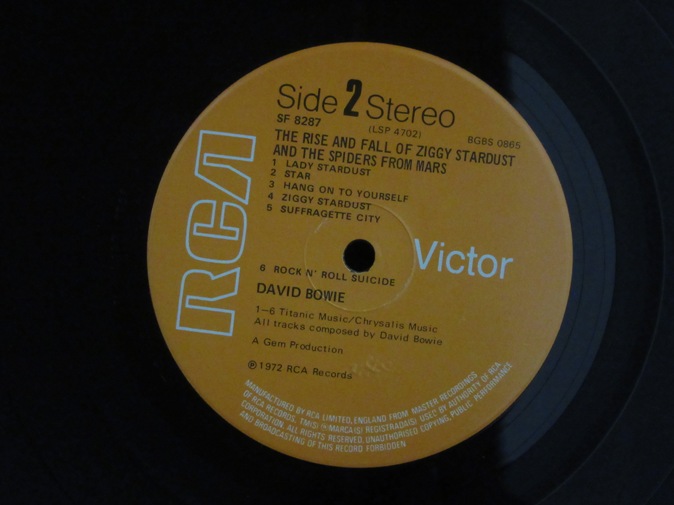 Side 2 Stereo
SF 8287
(LSP 4702)
BGBS 0865
THE RISE AND FALL OF ZIGGY STARDUST
AND THE SPIDERS FROM MARS
1 LADY STARDUST
2 STAR
3 HANG ON TO YOURSELF
4 ZIGGY STARDUST
5 SUFFRAGETTE CITY
RCA
Victor
6 ROCK N' ROLL SUICIDE
DAVID BOWIE
1-6 Titanic Music/Chrysalis Music
All tracks composed by David Bowie
A Gem Production
℗ 1972 RCA Records
MANUFACTURED BY RCA LIMITED, ENGLAND FROM MASTER RECORDINGS
OF RCA RECORDS. TM(S) ® MARCA(S) REGISTRADA(S) USED BY AUTHORITY OF RCA
CORPORATION. ALL RIGHTS RESERVED. UNAUTHORISED COPYING, PUBLIC PERFORMANCE
AND BROADCASTING OF THIS RECORD FORBIDDEN